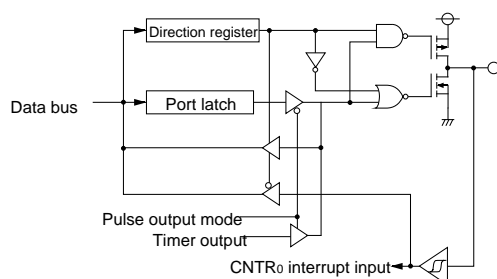 Direction register
Data bus
Port latch
Pulse output mode
Timer output
CNTR0 interrupt input